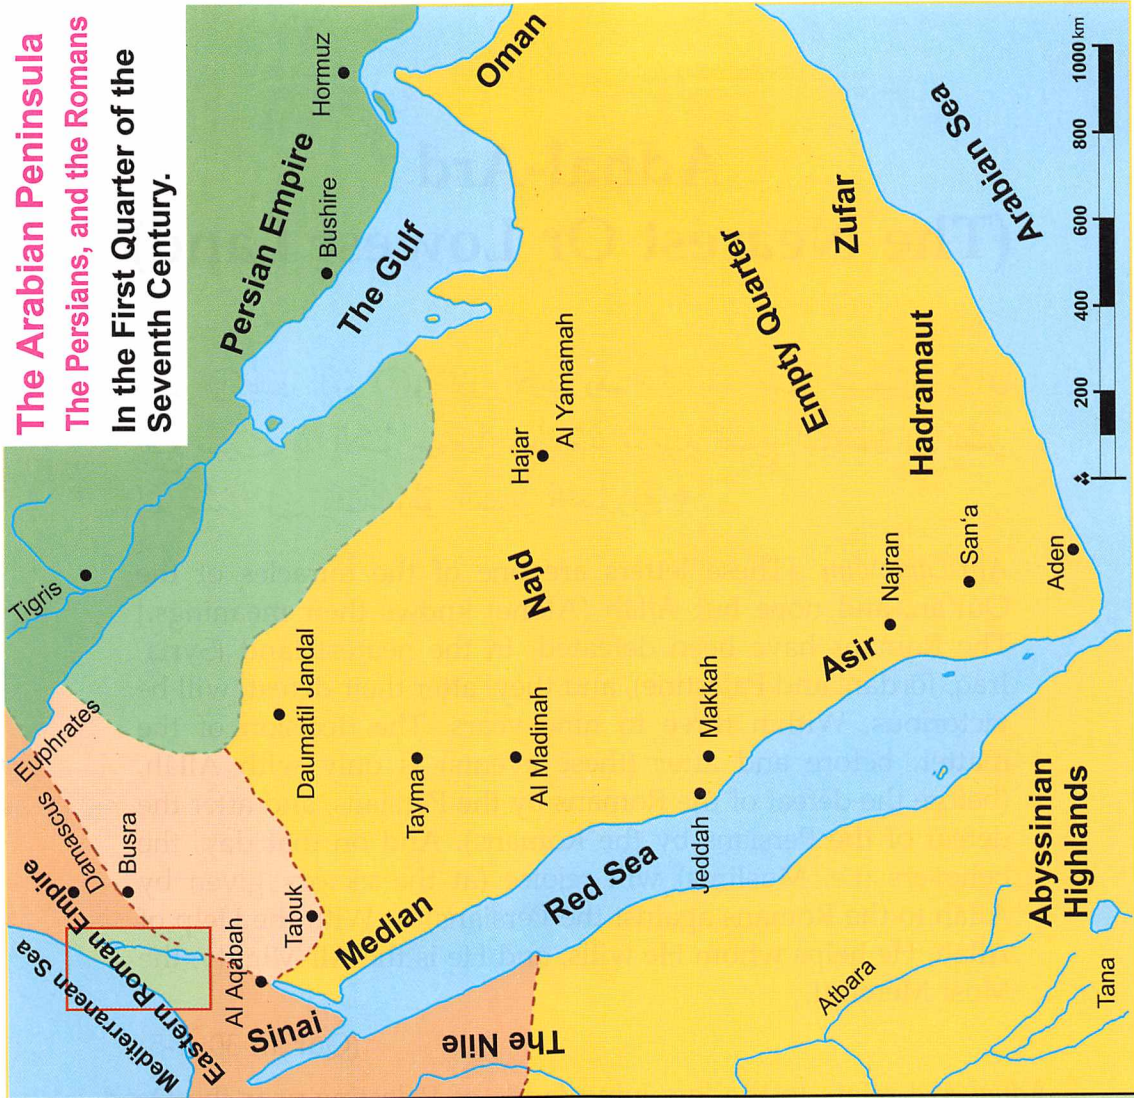 The Arabian Peninsula
The Persians, and the Romans
In the First Quarter of the
Seventh Century.
Mediterranean Sea
Eastern Roman Empire
Damascus
Busra
Euphrates
Tigris
Al Aqabah
Sinai
Tabuk
Median
The Nile
Daumatil Jandal
Tayma
Al Madinah
Najd
Hajar
Al Yamamah
Persian Empire
Bushire
Hormuz
The Gulf
Oman
Red Sea
Jeddah
Makkah
Asir
Najran
San‘a
Aden
Empty Quarter
Zufar
Hadramaut
Arabian Sea
Abyssinian
Highlands
Atbara
Tana
200
400
600
800
1000 km